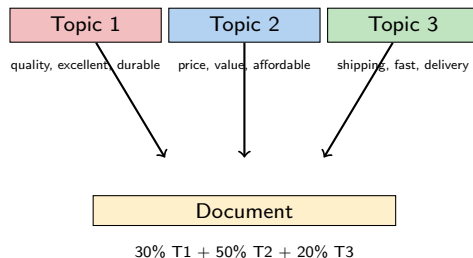 Topic 1 Topic 2 Topic 3
quality, excellent, durable price, value, affordable shipping, fast, delivery
Document
30% T1 + 50% T2 + 20% T3